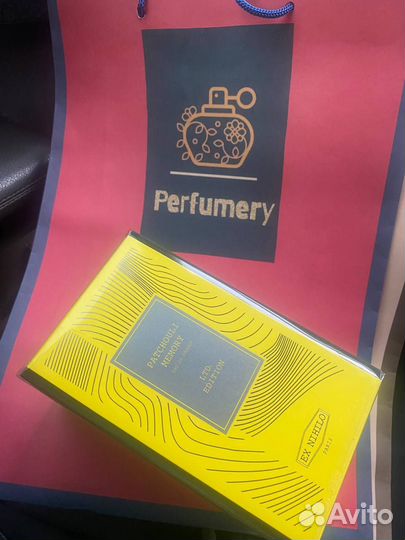 Perfumery
PATCHOULI
MEMORY
LTD.
EDITION
EX NIHILO
PARIS
Avito